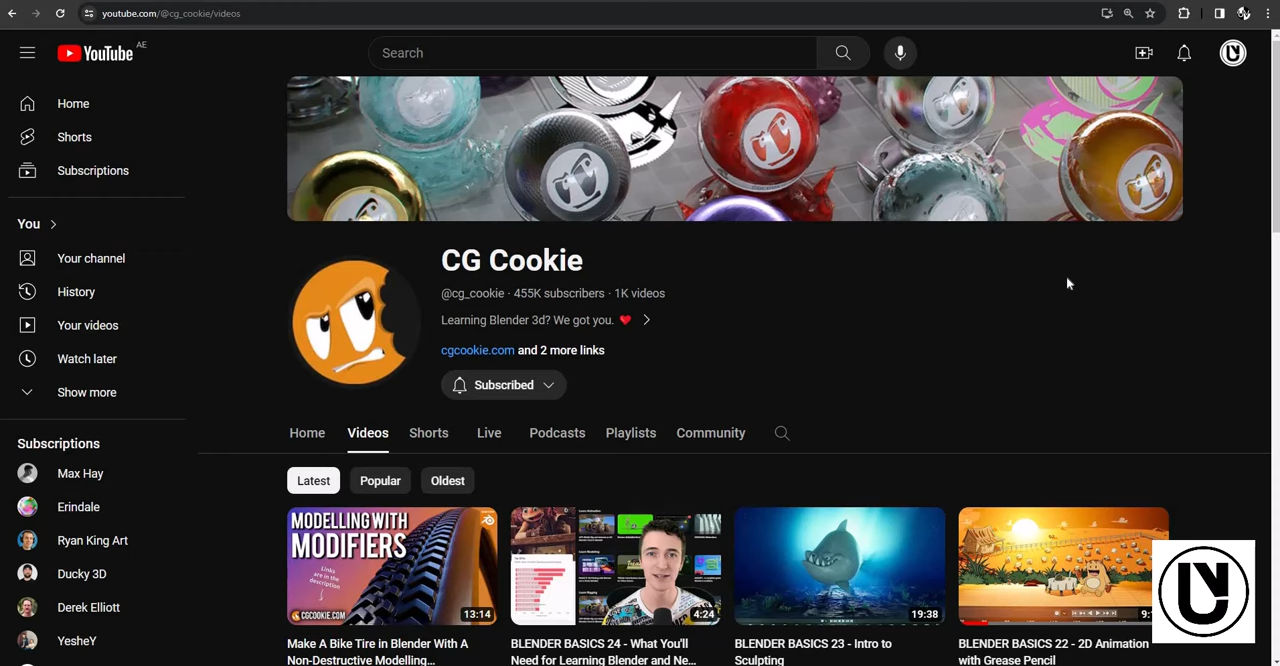 youtube.com/@cg_cookie/videos
YouTube AE
Search
Home
Shorts
Subscriptions
You
Your channel
History
Your videos
Watch later
Show more
Subscriptions
Max Hay
Erindale
Ryan King Art
Ducky 3D
Derek Elliott
YesheY
CG Cookie
@cg_cookie · 455K subscribers · 1K videos
Learning Blender 3d? We got you. ❤️
cgcookie.com and 2 more links
Subscribed
Home Videos Shorts Live Podcasts Playlists Community
Latest Popular Oldest
MODELLING WITH
MODIFIERS
Links
are in the
description
CGCOOKIE.COM
13:14
4:24
19:38
Make A Bike Tire in Blender With A
Non-Destructive Modelling...
BLENDER BASICS 24 - What You'll
Need for Learning Blender and Ne...
BLENDER BASICS 23 - Intro to
Sculpting
BLENDER BASICS 22 - 2D Animation
with Grease Pencil